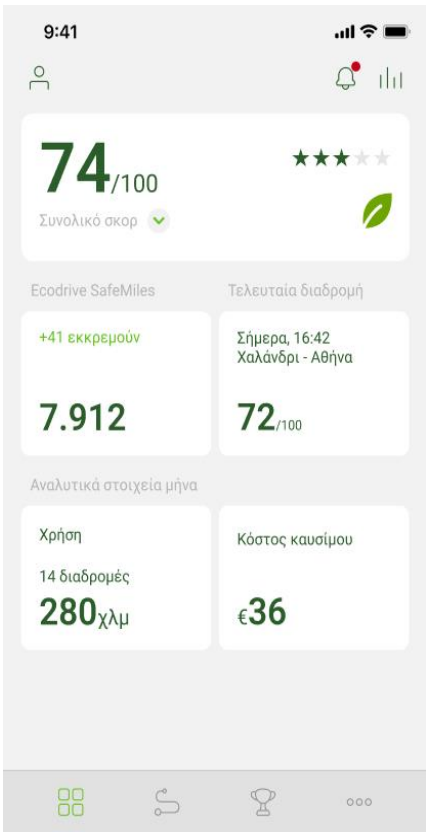 9:41
74/100
Συνολικό σκορ
Ecodrive SafeMiles
Τελευταία διαδρομή
+41 εκκρεμούν
7.912
Σήμερα, 16:42
Χαλάνδρι - Αθήνα
72/100
Αναλυτικά στοιχεία μήνα
Χρήση
14 διαδρομές
280χλμ
Κόστος καυσίμου
€36